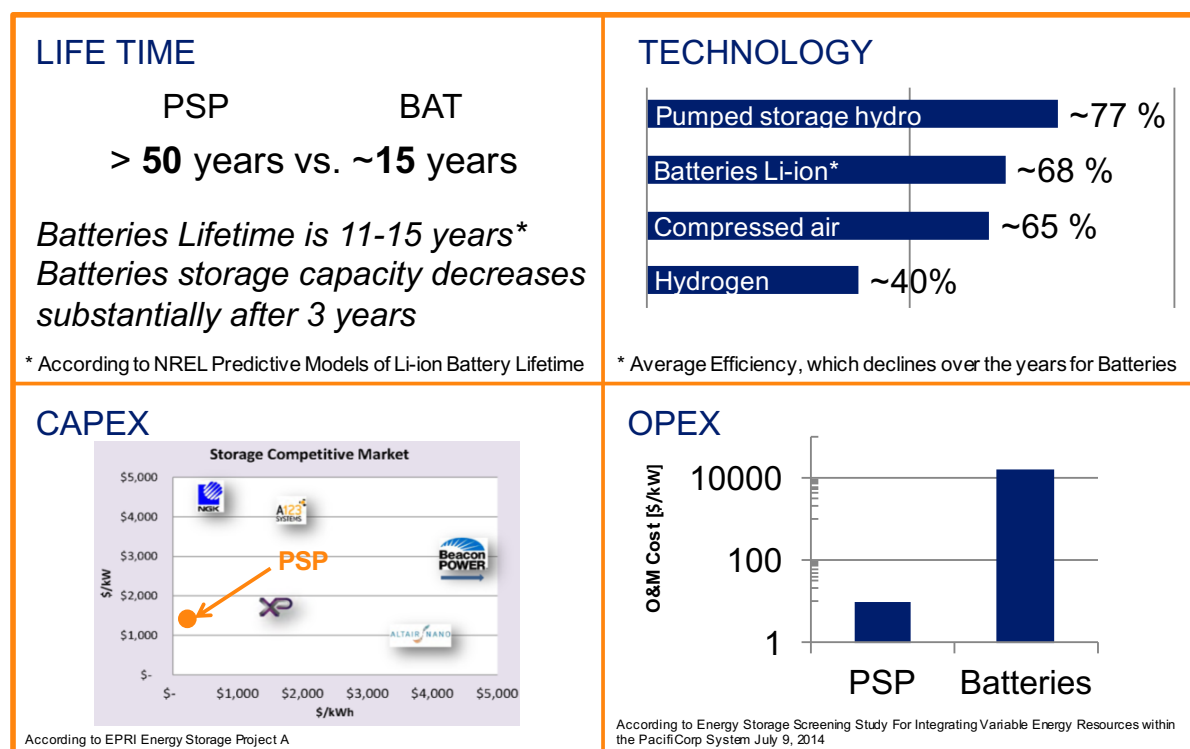 LIFE TIME
PSP BAT
> 50 years vs. ~15 years
Batteries Lifetime is 11-15 years*
Batteries storage capacity decreases
substantially after 3 years
* According to NREL Predictive Models of Li-ion Battery Lifetime
TECHNOLOGY
Pumped storage hydro ~77 %
Batteries Li-ion* ~68 %
Compressed air ~65 %
Hydrogen ~40%
* Average Efficiency, which declines over the years for Batteries
CAPEX
Storage Competitive Market
$/kW
$5,000
$4,000
$3,000
$2,000
$1,000
$-
NGK
A123
SYSTEMS
Beacon
POWER
PSP
XP
ALTAIR NANO
$- $1,000 $2,000 $3,000 $4,000 $5,000
$/kWh
According to EPRI Energy Storage Project A
OPEX
O&M Cost [$/kW]
10000
100
1
PSP Batteries
According to Energy Storage Screening Study For Integrating Variable Energy Resources within
the PacifiCorp System July 9, 2014